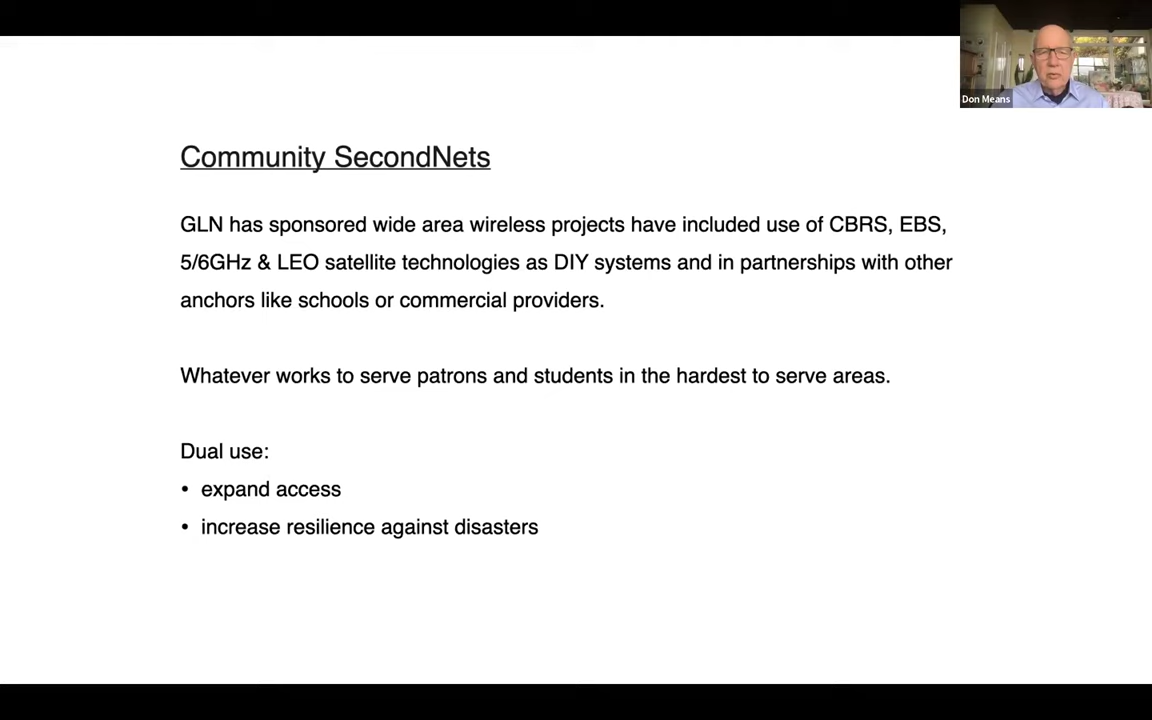 Don Means
Community SecondNets
GLN has sponsored wide area wireless projects have included use of CBRS, EBS,
5/6GHz & LEO satellite technologies as DIY systems and in partnerships with other
anchors like schools or commercial providers.
Whatever works to serve patrons and students in the hardest to serve areas.
Dual use:
• expand access
• increase resilience against disasters